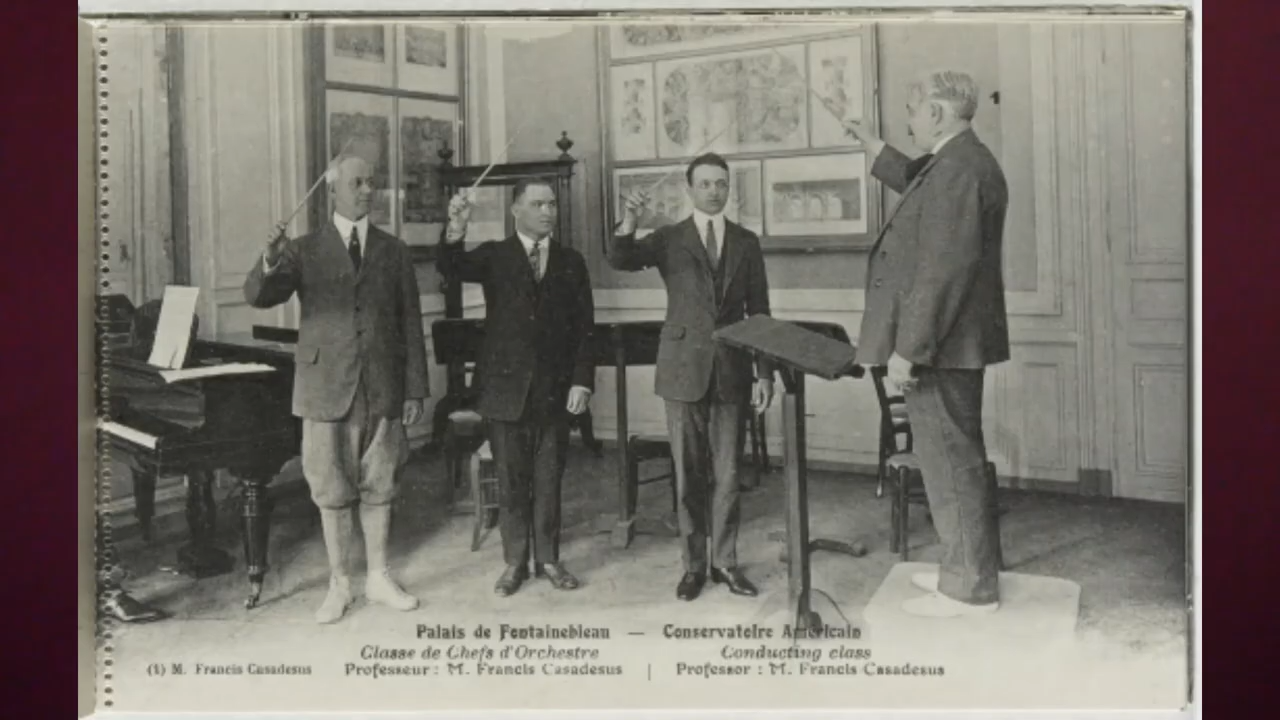 Palais de Fontainebleau — Conservatoire Américain
Classe de Chefs d'Orchestre Conducting class
(1) M. Francis Casadesus Professeur : M. Francis Casadesus | Professor : M. Francis Casadesus